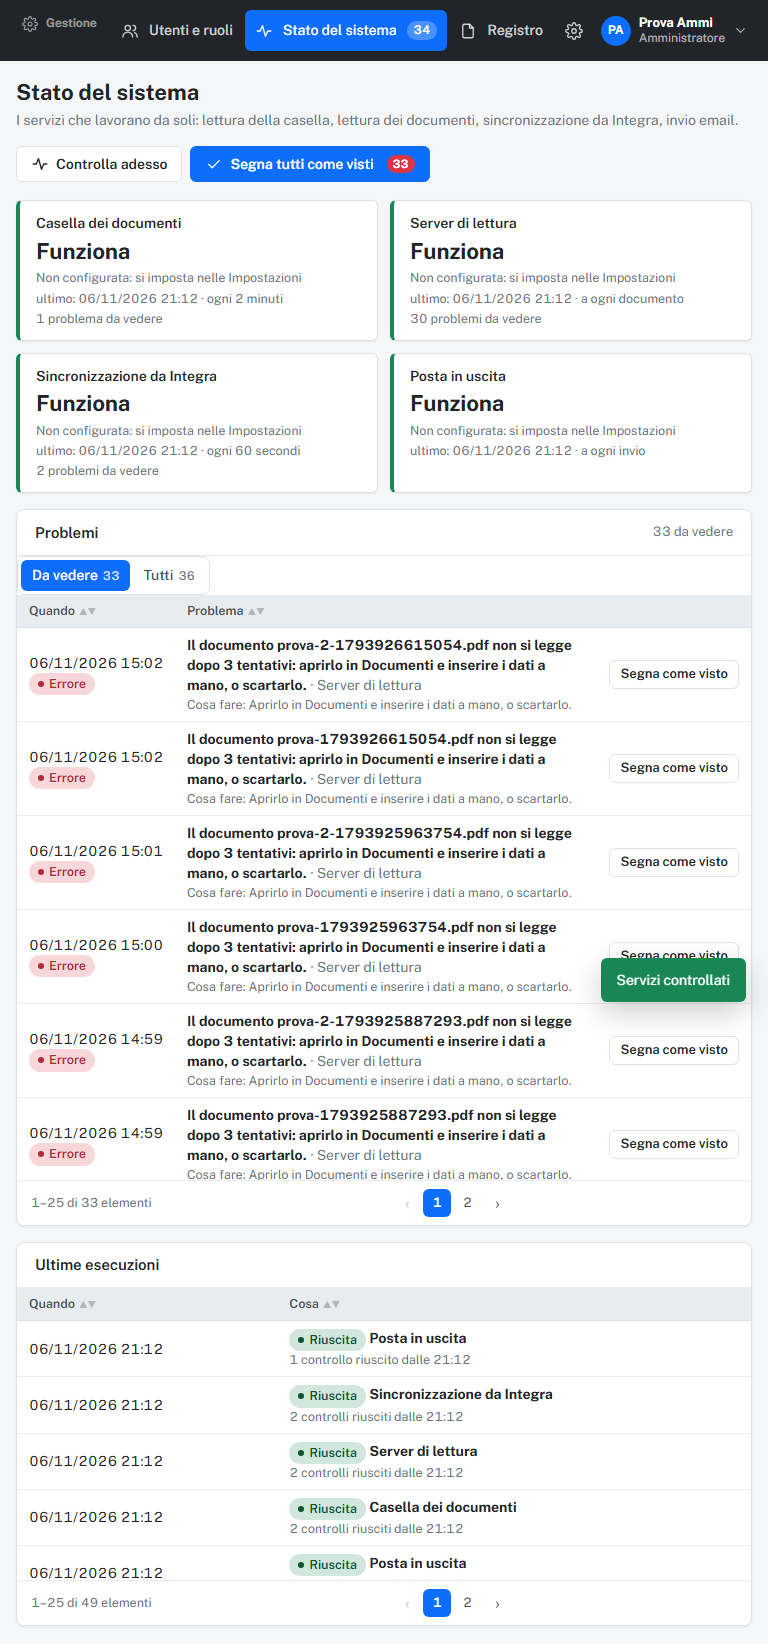 Gestione
Utenti e ruoli
Stato del sistema 34
Registro
PA
Prova Ammi
Amministratore
Stato del sistema
I servizi che lavorano da soli: lettura della casella, lettura dei documenti, sincronizzazione da Integra, invio email.
Controlla adesso
Segna tutti come visti 33
Casella dei documenti
Funziona
Non configurata: si imposta nelle Impostazioni
ultimo: 06/11/2026 21:12 · ogni 2 minuti
1 problema da vedere
Server di lettura
Funziona
Non configurata: si imposta nelle Impostazioni
ultimo: 06/11/2026 21:12 · a ogni documento
30 problemi da vedere
Sincronizzazione da Integra
Funziona
Non configurata: si imposta nelle Impostazioni
ultimo: 06/11/2026 21:12 · ogni 60 secondi
2 problemi da vedere
Posta in uscita
Funziona
Non configurata: si imposta nelle Impostazioni
ultimo: 06/11/2026 21:12 · a ogni invio
Problemi
33 da vedere
Da vedere 33
Tutti 36
Quando ▲▼
Problema ▲▼
06/11/2026 15:02
Errore
Il documento prova-2-1793926615054.pdf non si legge
dopo 3 tentativi: aprirlo in Documenti e inserire i dati a
mano, o scartarlo. · Server di lettura
Cosa fare: Aprirlo in Documenti e inserire i dati a mano, o scartarlo.
Segna come visto
06/11/2026 15:02
Errore
Il documento prova-1793926615054.pdf non si legge
dopo 3 tentativi: aprirlo in Documenti e inserire i dati a
mano, o scartarlo. · Server di lettura
Cosa fare: Aprirlo in Documenti e inserire i dati a mano, o scartarlo.
Segna come visto
06/11/2026 15:01
Errore
Il documento prova-2-1793925963754.pdf non si legge
dopo 3 tentativi: aprirlo in Documenti e inserire i dati a
mano, o scartarlo. · Server di lettura
Cosa fare: Aprirlo in Documenti e inserire i dati a mano, o scartarlo.
Segna come visto
06/11/2026 15:00
Errore
Il documento prova-1793925963754.pdf non si legge
dopo 3 tentativi: aprirlo in Documenti e inserire i dati a
mano, o scartarlo. · Server di lettura
Cosa fare: Aprirlo in Documenti e inserire i dati a mano, o scartarlo.
Segna come visto
Servizi controllati
06/11/2026 14:59
Errore
Il documento prova-2-1793925887293.pdf non si legge
dopo 3 tentativi: aprirlo in Documenti e inserire i dati a
mano, o scartarlo. · Server di lettura
Cosa fare: Aprirlo in Documenti e inserire i dati a mano, o scartarlo.
Segna come visto
06/11/2026 14:59
Errore
Il documento prova-1793925887293.pdf non si legge
dopo 3 tentativi: aprirlo in Documenti e inserire i dati a
mano, o scartarlo. · Server di lettura
Cosa fare: Aprirlo in Documenti e inserire i dati a mano, o scartarlo.
Segna come visto
1–25 di 33 elementi
‹ 1 2 ›
Ultime esecuzioni
Quando ▲▼
Cosa ▲▼
06/11/2026 21:12
Riuscita Posta in uscita
1 controllo riuscito dalle 21:12
06/11/2026 21:12
Riuscita Sincronizzazione da Integra
2 controlli riusciti dalle 21:12
06/11/2026 21:12
Riuscita Server di lettura
2 controlli riusciti dalle 21:12
06/11/2026 21:12
Riuscita Casella dei documenti
2 controlli riusciti dalle 21:12
06/11/2026 21:12
Riuscita Posta in uscita
1–25 di 49 elementi
‹ 1 2 ›